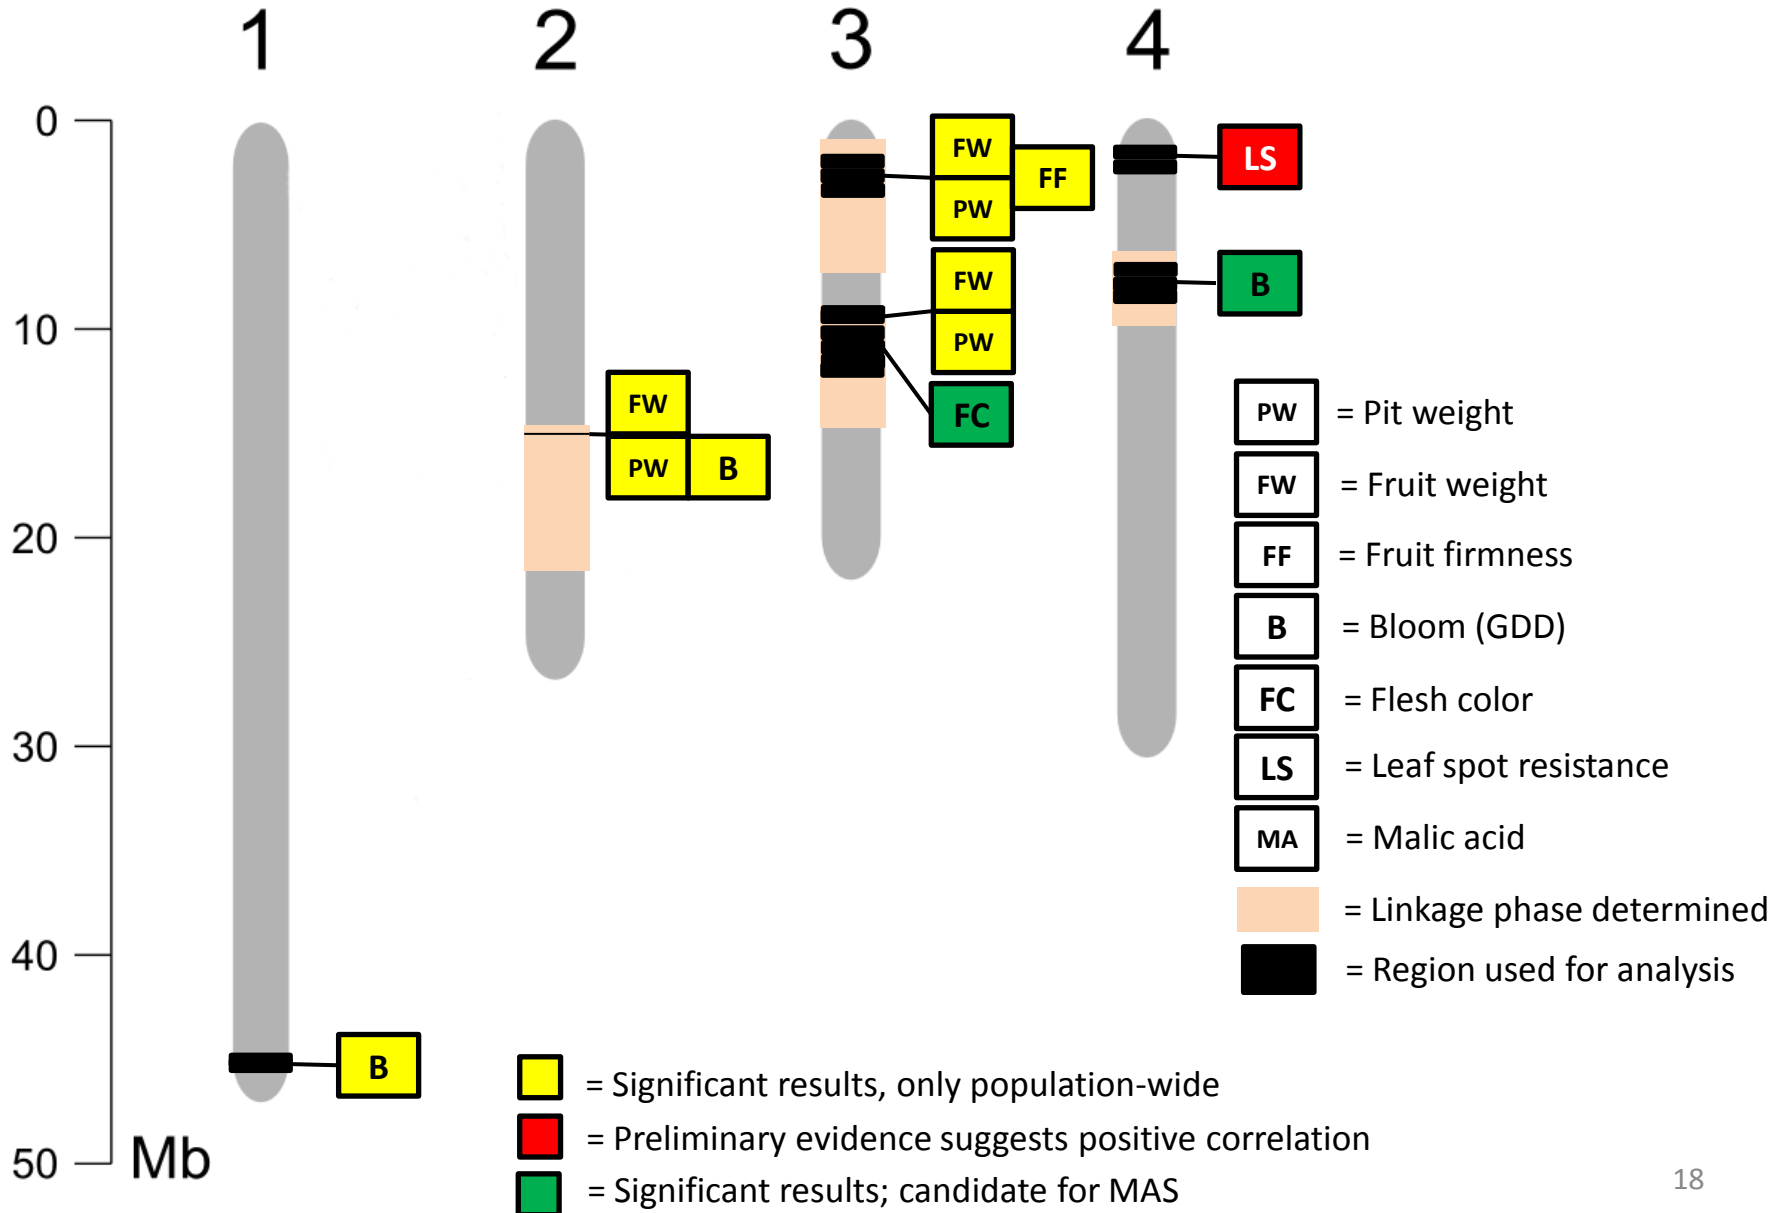 1 2 3 4
0
10
20
30
40
50 Mb
B
FW
PW B
FW
FF
PW
FW
PW
FC
LS
B
PW = Pit weight
FW = Fruit weight
FF = Fruit firmness
B = Bloom (GDD)
FC = Flesh color
LS = Leaf spot resistance
MA = Malic acid
= Linkage phase determined
= Region used for analysis
= Significant results, only population-wide
= Preliminary evidence suggests positive correlation
= Significant results; candidate for MAS
18